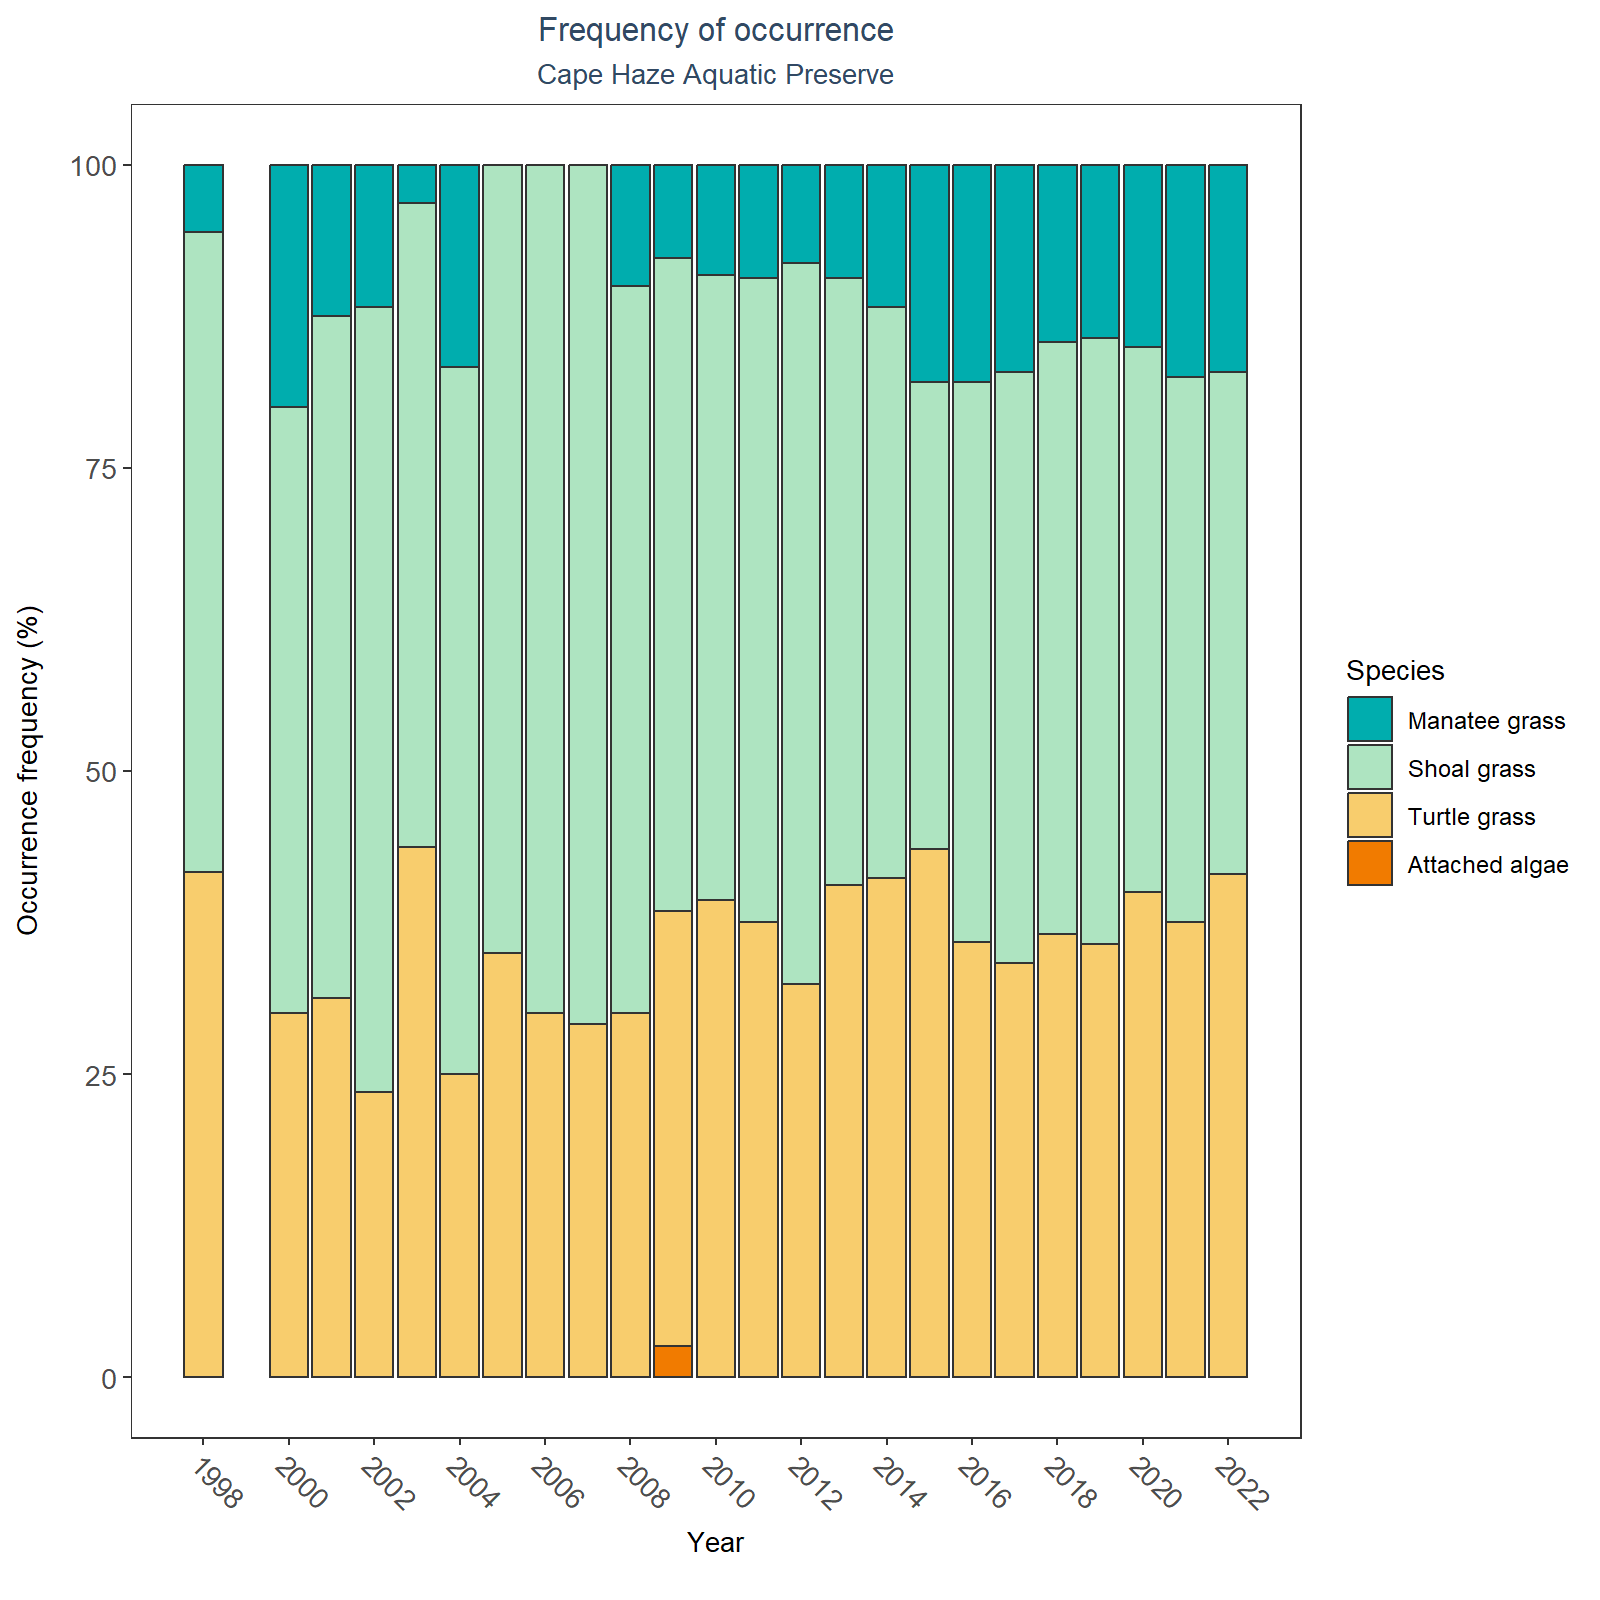 Frequency of occurrence
Cape Haze Aquatic Preserve
Occurrence frequency (%)
100
75
50
25
0
1998
2000
2002
2004
2006
2008
2010
2012
2014
2016
2018
2020
2022
Year
Species
Manatee grass
Shoal grass
Turtle grass
Attached algae